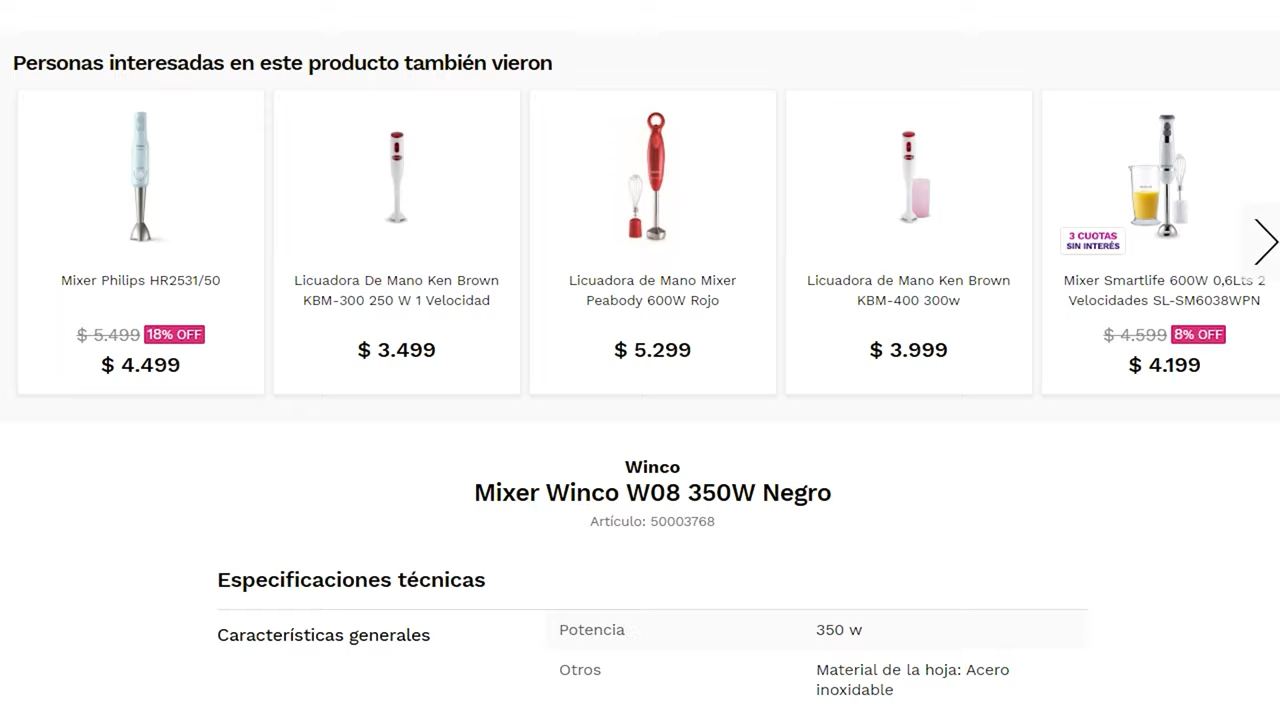 Personas interesadas en este producto también vieron
3 CUOTAS
SIN INTERÉS
Mixer Philips HR2531/50
$ 5.499 18% OFF
$ 4.499
Licuadora De Mano Ken Brown
KBM-300 250 W 1 Velocidad
$ 3.499
Licuadora de Mano Mixer
Peabody 600W Rojo
$ 5.299
Licuadora de Mano Ken Brown
KBM-400 300w
$ 3.999
Mixer Smartlife 600W 0,6Lts 2
Velocidades SL-SM6038WPN
$ 4.599 8% OFF
$ 4.199
Winco
Mixer Winco W08 350W Negro
Artículo: 50003768
Especificaciones técnicas
Características generales
Potencia 350 w
Otros Material de la hoja: Acero
inoxidable